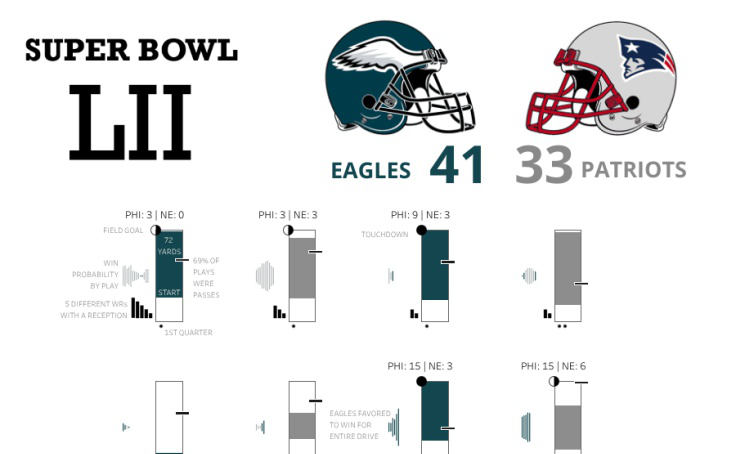 SUPER BOWL
LII
EAGLES 41
33 PATRIOTS
PHI: 3 | NE: 0
PHI: 3 | NE: 3
PHI: 9 | NE: 3
FIELD GOAL
72
YARDS
START
WIN
PROBABILITY
BY PLAY
69% OF
PLAYS
WERE
PASSES
5 DIFFERENT WRs
WITH A RECEPTION
1ST QUARTER
TOUCHDOWN
PHI: 15 | NE: 3
PHI: 15 | NE: 6
EAGLES FAVORED
TO WIN FOR
ENTIRE DRIVE